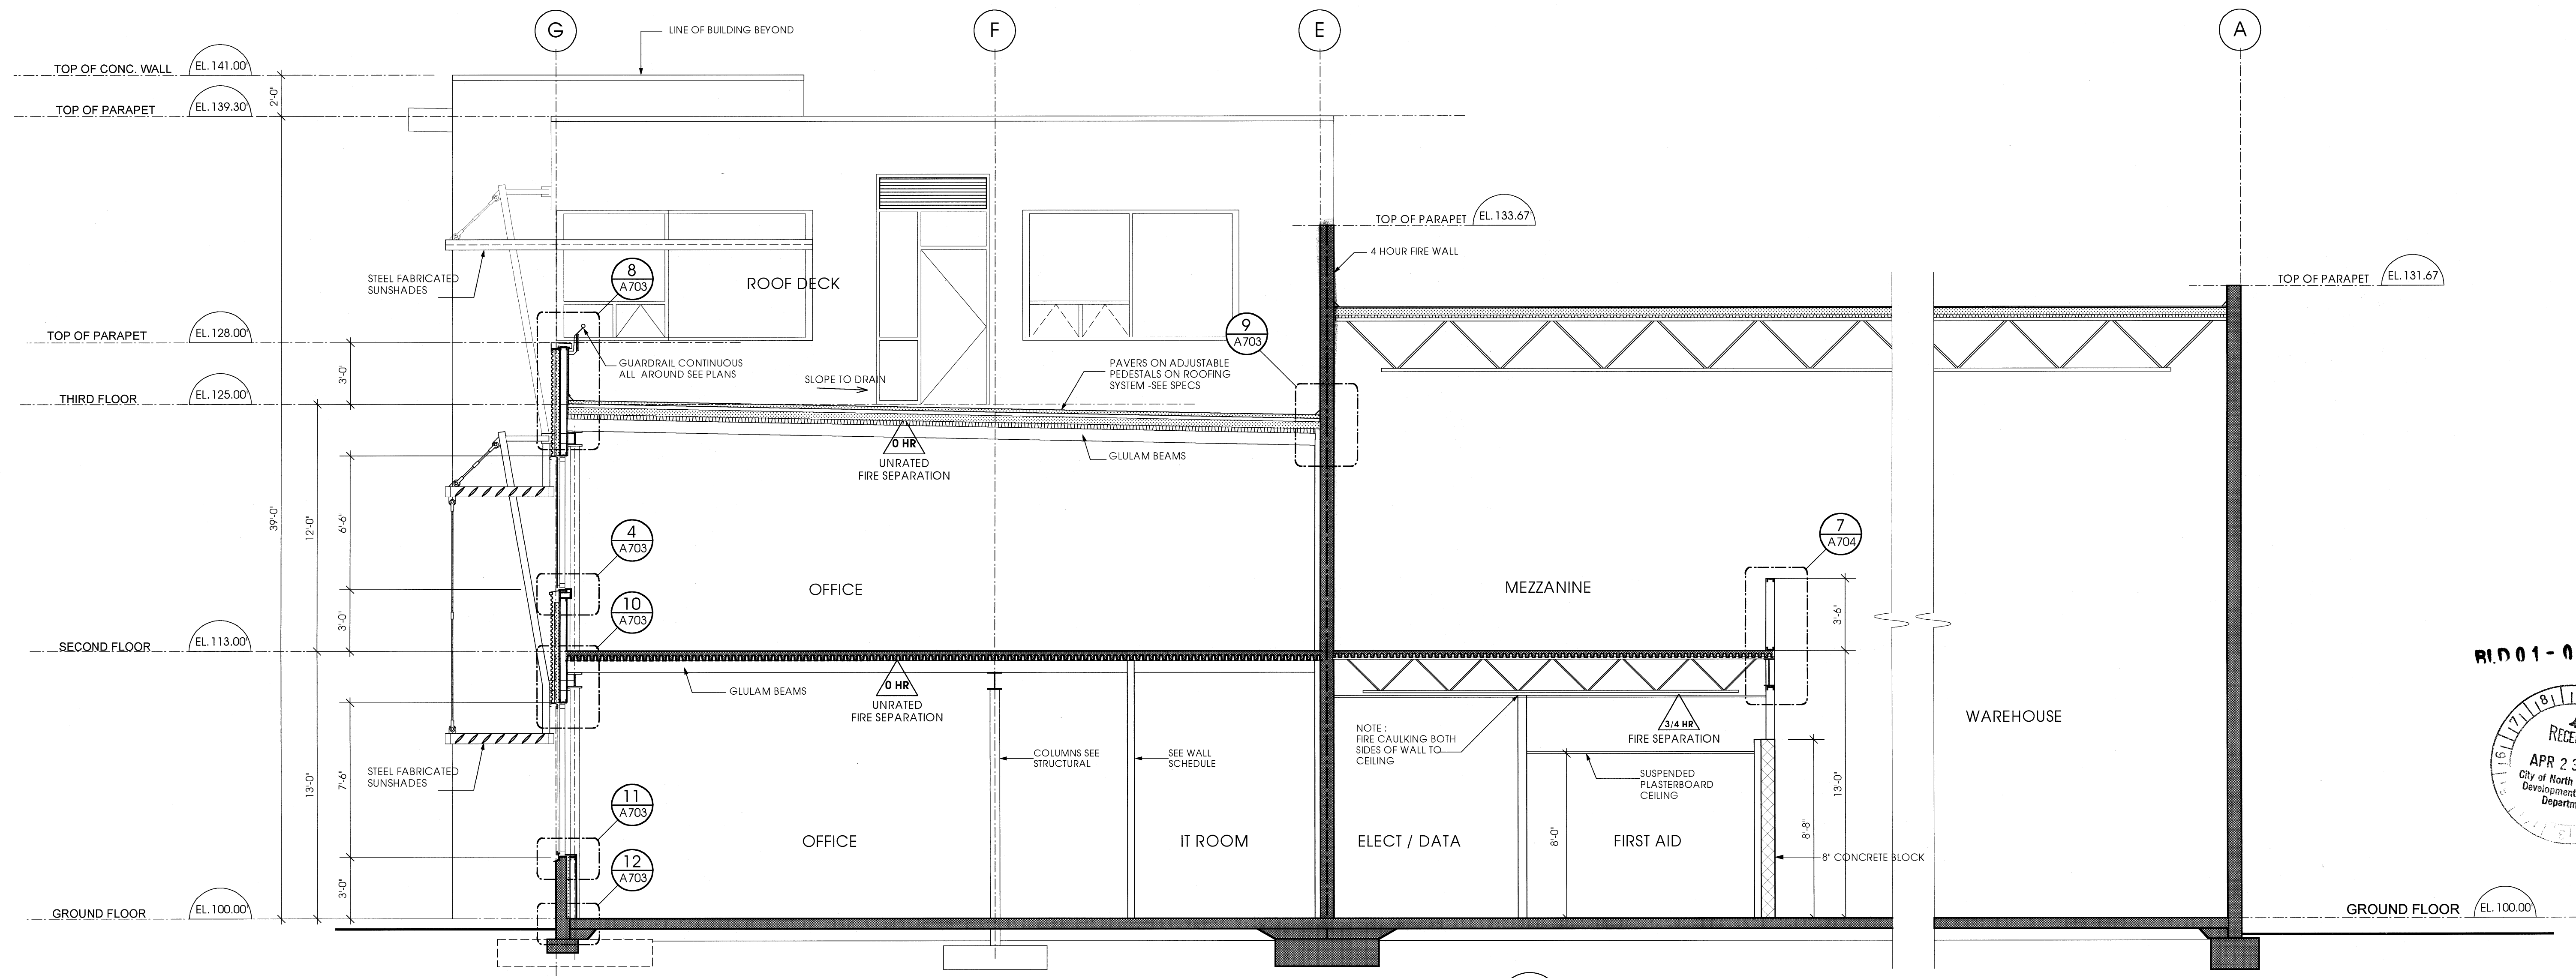 G
F
E
A
LINE OF BUILDING BEYOND
TOP OF CONC. WALL
EL. 141.00'
2'-0"
TOP OF PARAPET
EL. 139.30'
TOP OF PARAPET
EL. 133.67'
4 HOUR FIRE WALL
TOP OF PARAPET
EL. 131.67
STEEL FABRICATED
SUNSHADES
8
A703
ROOF DECK
9
A703
TOP OF PARAPET
EL. 128.00'
3'-0"
GUARDRAIL CONTINUOUS
ALL AROUND SEE PLANS
SLOPE TO DRAIN
PAVERS ON ADJUSTABLE
PEDESTALS ON ROOFING
SYSTEM -SEE SPECS
THIRD FLOOR
EL. 125.00'
0 HR
UNRATED
FIRE SEPARATION
GLULAM BEAMS
39'-0"
12'-0"
6'-6"
4
A703
7
A704
OFFICE
MEZZANINE
10
A703
3'-0"
3'-6"
SECOND FLOOR
EL. 113.00'
GLULAM BEAMS
0 HR
UNRATED
FIRE SEPARATION
3/4 HR
FIRE SEPARATION
WAREHOUSE
NOTE :
FIRE CAULKING BOTH
SIDES OF WALL TO
CEILING
COLUMNS SEE
STRUCTURAL
SEE WALL
SCHEDULE
STEEL FABRICATED
SUNSHADES
SUSPENDED
PLASTERBOARD
CEILING
13'-0"
7'-6"
13'-0"
11
A703
8'-0"
8'-8"
OFFICE
IT ROOM
ELECT / DATA
FIRST AID
8" CONCRETE BLOCK
12
A703
3'-0"
GROUND FLOOR
EL. 100.00'
GROUND FLOOR
EL. 100.00'
BLD01-0
RECE
APR 2 3
City of North
Development
Departm